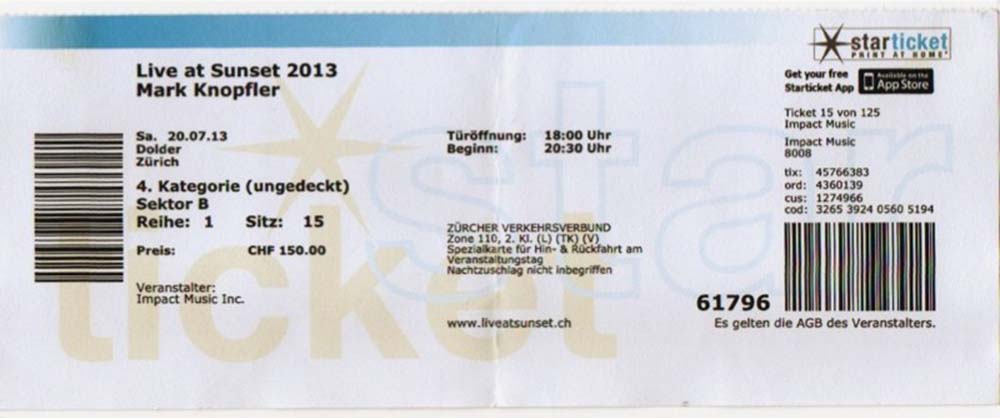 Live at Sunset 2013
Mark Knopfler
Sa. 20.07.13
Dolder
Zürich
4. Kategorie (ungedeckt)
Sektor B
Reihe: 1 Sitz: 15
Preis: CHF 150.00
Veranstalter:
Impact Music Inc.
Türöffnung: 18:00 Uhr
Beginn: 20:30 Uhr
ZÜRCHER VERKEHRSVERBUND
Zone 110, 2. Kl. (L) (TK) (V)
Spezialkarte für Hin- & Rückfahrt am
Veranstaltungstag
Nachtzuschlag nicht inbegriffen
www.liveatsunset.ch
starticket
PRINT AT HOME
Get your free
Starticket App
Available on the
App Store
Ticket 15 von 125
Impact Music
Impact Music
8008
tix: 45766383
ord: 4360139
cus: 1274966
cod: 3265 3924 0560 5194
61796
Es gelten die AGB des Veranstalters.
star
ticket